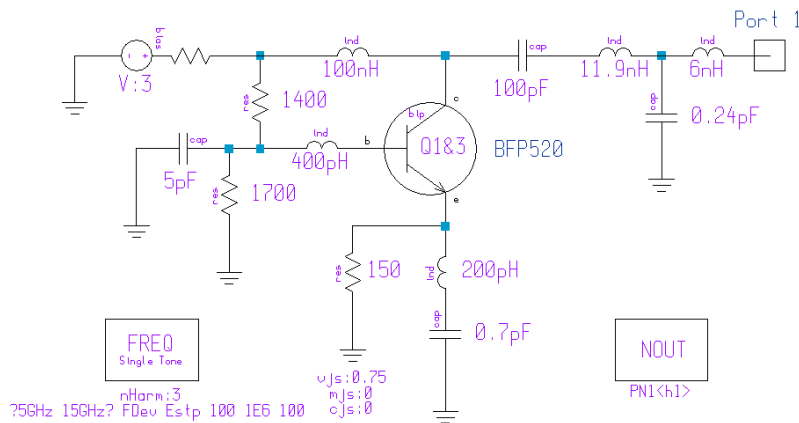 Port 1
bias
- +
V:3
ind
100nH
cap
100pF
ind
11.9nH
ind
6nH
res
1400
cap
0.24pF
c
bip
Q1&3
BFP520
b
e
ind
400pH
cap
5pF
res
1700
res
150
ind
200pH
cap
0.7pF
FREQ
Single Tone
nHarm:3
?5GHz 15GHz? FDev Estp 100 1E6 100
vjs:0.75
mjs:0
cjs:0
NOUT
PN1<h1>